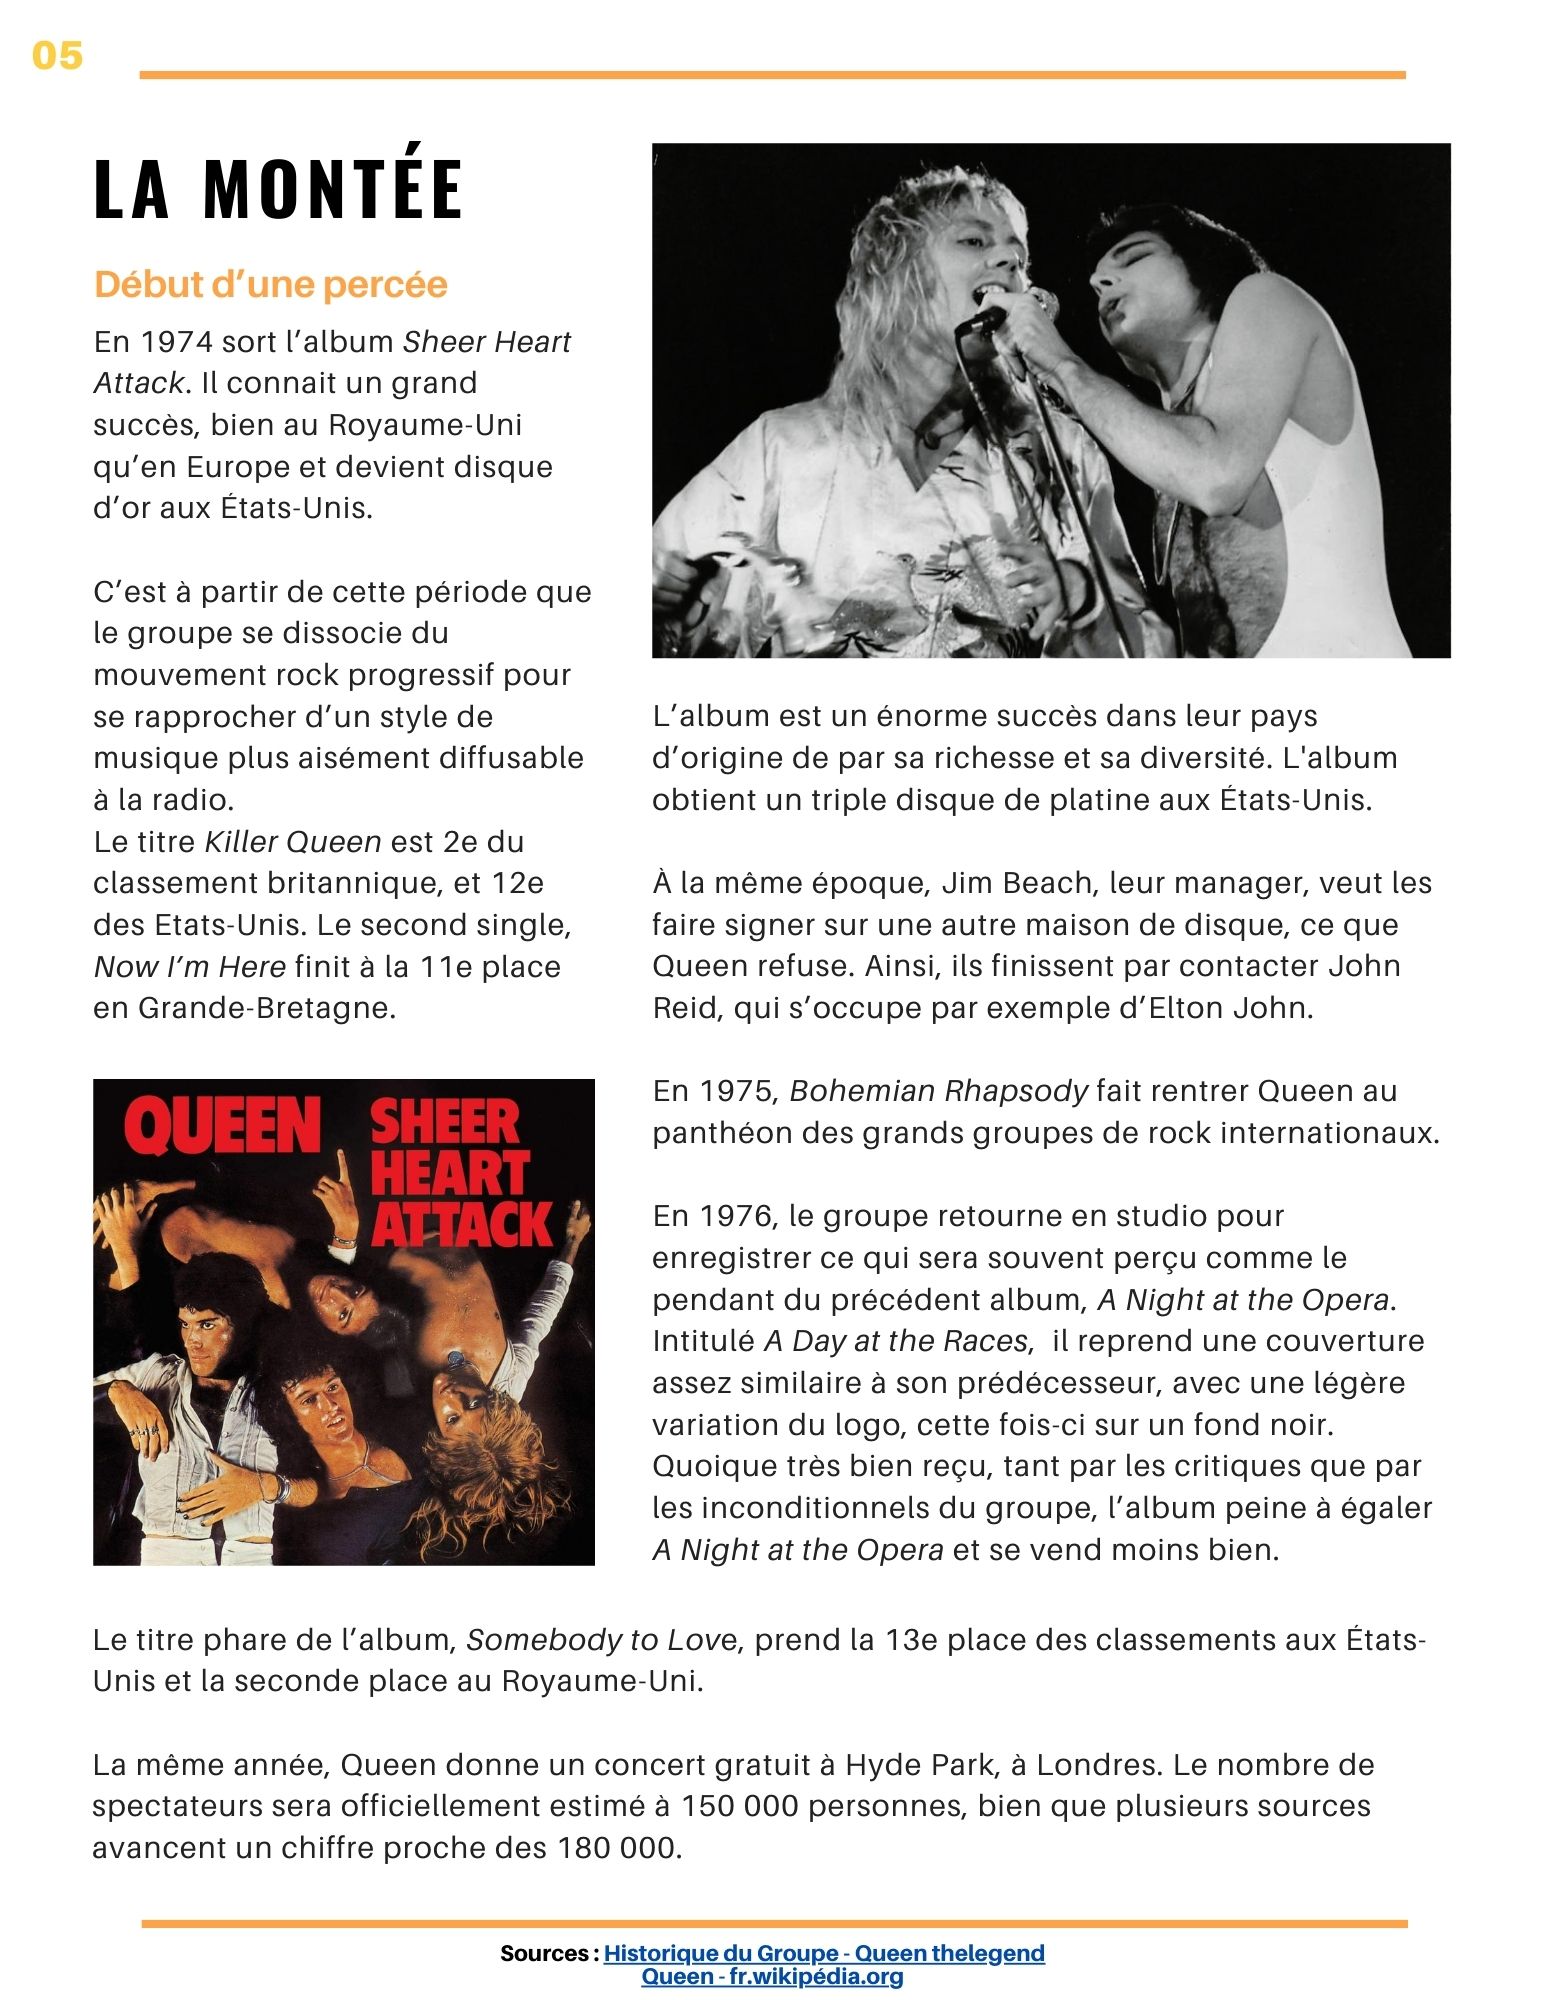 05
LA MONTÉE
Début d’une percée
En 1974 sort l’album Sheer Heart
Attack. Il connait un grand
succès, bien au Royaume-Uni
qu’en Europe et devient disque
d’or aux États-Unis.
C’est à partir de cette période que
le groupe se dissocie du
mouvement rock progressif pour
se rapprocher d’un style de
musique plus aisément diffusable
à la radio.
Le titre Killer Queen est 2e du
classement britannique, et 12e
des Etats-Unis. Le second single,
Now I’m Here finit à la 11e place
en Grande-Bretagne.
QUEEN
SHEER
HEART
ATTACK
L’album est un énorme succès dans leur pays
d’origine de par sa richesse et sa diversité. L'album
obtient un triple disque de platine aux États-Unis.
À la même époque, Jim Beach, leur manager, veut les
faire signer sur une autre maison de disque, ce que
Queen refuse. Ainsi, ils finissent par contacter John
Reid, qui s’occupe par exemple d’Elton John.
En 1975, Bohemian Rhapsody fait rentrer Queen au
panthéon des grands groupes de rock internationaux.
En 1976, le groupe retourne en studio pour
enregistrer ce qui sera souvent perçu comme le
pendant du précédent album, A Night at the Opera.
Intitulé A Day at the Races,  il reprend une couverture
assez similaire à son prédécesseur, avec une légère
variation du logo, cette fois-ci sur un fond noir.
Quoique très bien reçu, tant par les critiques que par
les inconditionnels du groupe, l’album peine à égaler
A Night at the Opera et se vend moins bien.
Le titre phare de l’album, Somebody to Love, prend la 13e place des classements aux États-
Unis et la seconde place au Royaume-Uni.
La même année, Queen donne un concert gratuit à Hyde Park, à Londres. Le nombre de
spectateurs sera officiellement estimé à 150 000 personnes, bien que plusieurs sources
avancent un chiffre proche des 180 000.
Sources : Historique du Groupe - Queen thelegend
Queen - fr.wikipédia.org